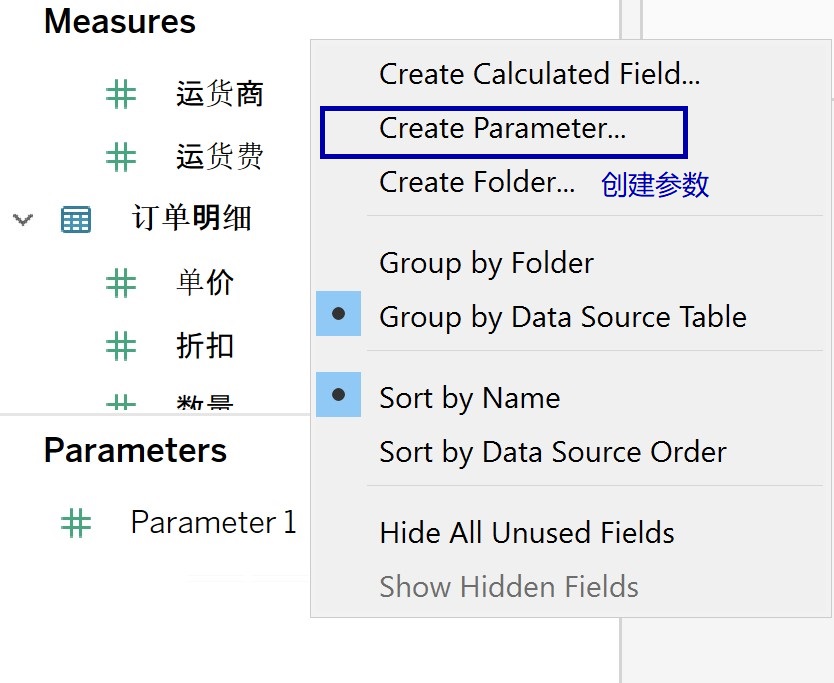 Measures
运货商
运货费
订单明细
单价
折扣
数量
Parameters
Parameter 1
Create Calculated Field...
Create Parameter...
Create Folder... 创建参数
Group by Folder
Group by Data Source Table
Sort by Name
Sort by Data Source Order
Hide All Unused Fields
Show Hidden Fields